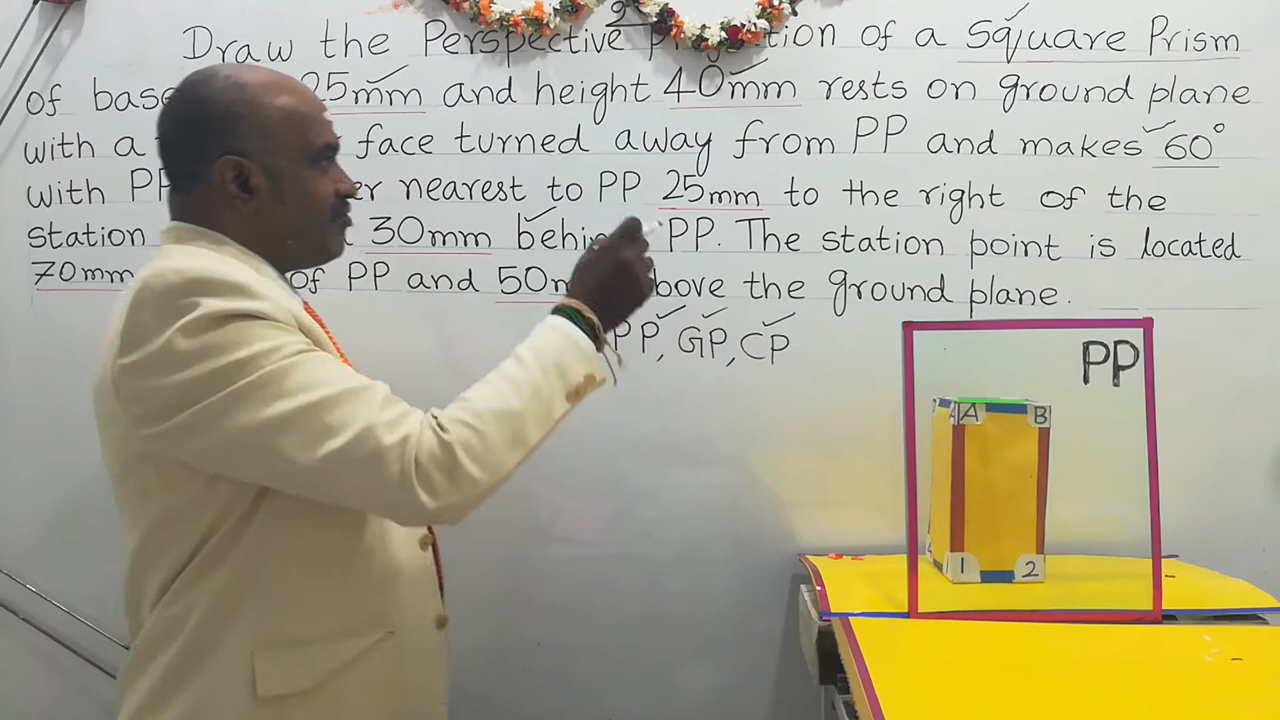 2
Draw the Perspective tion of a Square Prism
of base 25mm and height 40mm rests on ground plane
with a face turned away from PP and makes 60°
with nearest to PP 25mm to the right of the
station 30mm behin PP. The station point is located
70mm of PP and 50m bove the ground plane.
PP, GP, CP
PP
A B
1 2